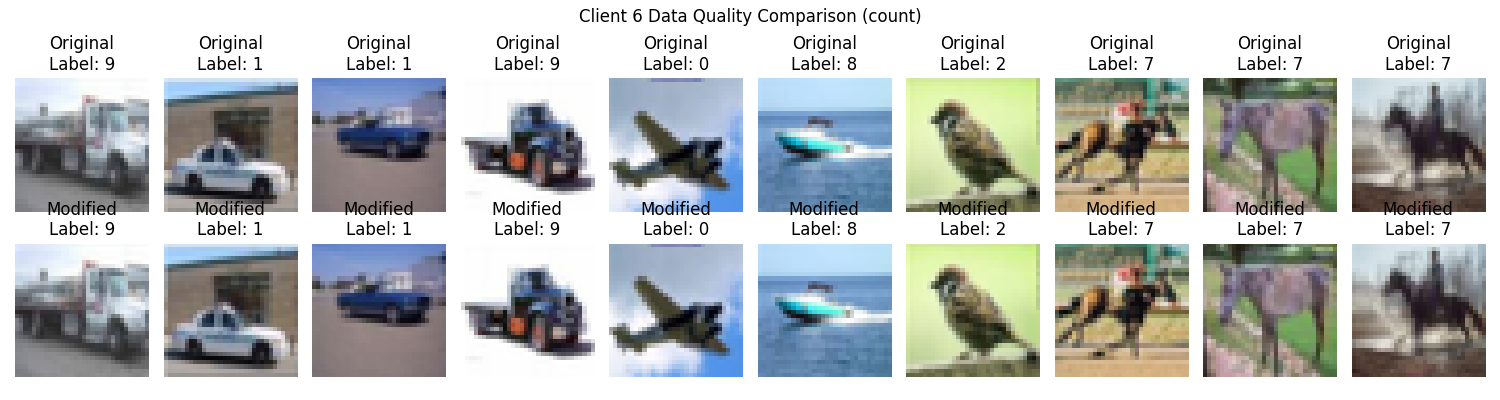 Client 6 Data Quality Comparison (count)
Original Original Original Original Original Original Original Original Original Original
Label: 9 Label: 1 Label: 1 Label: 9 Label: 0 Label: 8 Label: 2 Label: 7 Label: 7 Label: 7
Modified Modified Modified Modified Modified Modified Modified Modified Modified Modified
Label: 9 Label: 1 Label: 1 Label: 9 Label: 0 Label: 8 Label: 2 Label: 7 Label: 7 Label: 7